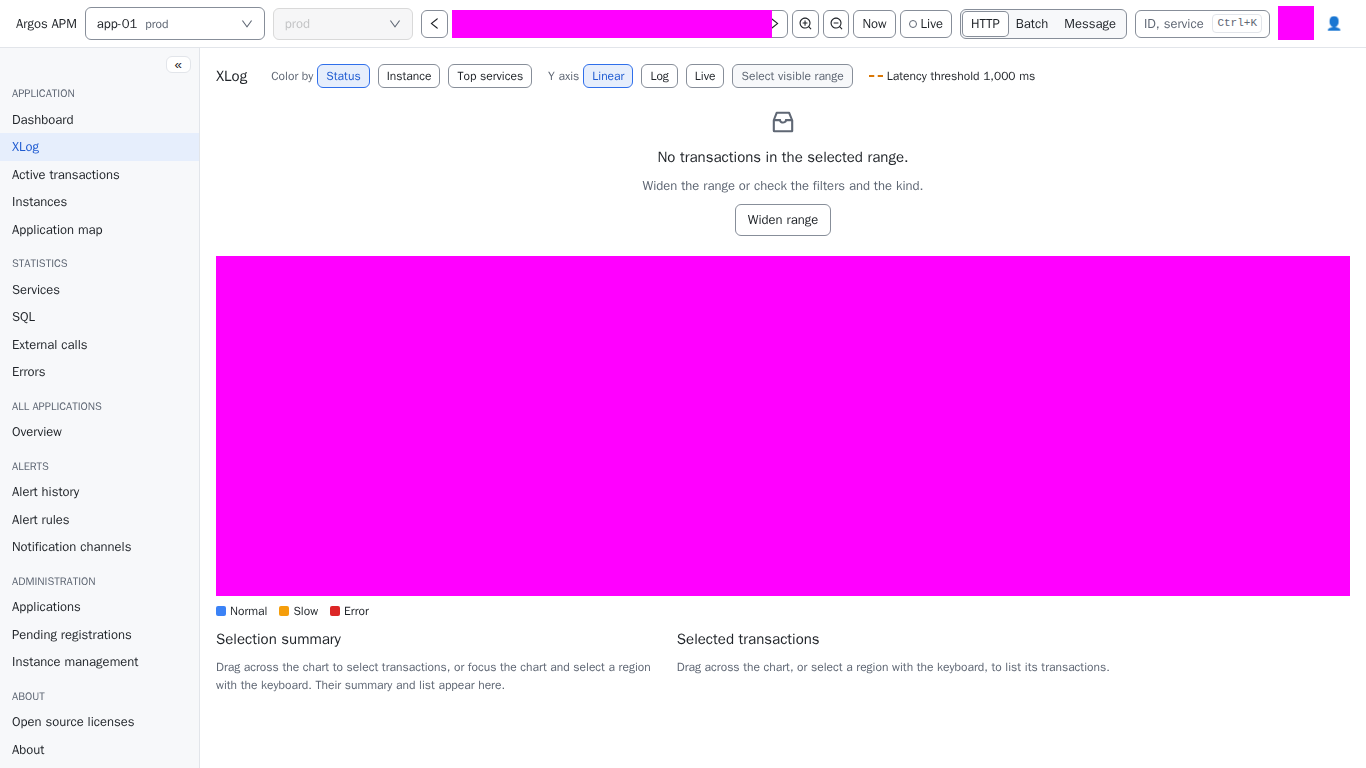 Argos APM app-01 prod prod Now Live HTTP Batch Message ID, service Ctrl+K
«
APPLICATION
Dashboard
XLog
Active transactions
Instances
Application map
STATISTICS
Services
SQL
External calls
Errors
ALL APPLICATIONS
Overview
ALERTS
Alert history
Alert rules
Notification channels
ADMINISTRATION
Applications
Pending registrations
Instance management
ABOUT
Open source licenses
About
XLog Color by Status Instance Top services Y axis Linear Log Live Select visible range Latency threshold 1,000 ms
No transactions in the selected range.
Widen the range or check the filters and the kind.
Widen range
Normal Slow Error
Selection summary
Drag across the chart to select transactions, or focus the chart and select a region
with the keyboard. Their summary and list appear here.
Selected transactions
Drag across the chart, or select a region with the keyboard, to list its transactions.